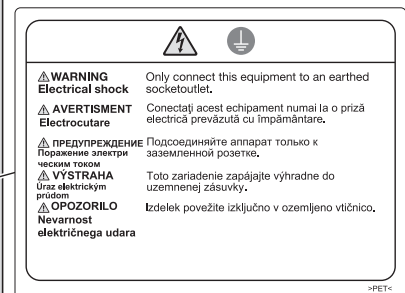 ⚠WARNING
Electrical shock
Only connect this equipment to an earthed
socketoutlet.
⚠ AVERTISMENT
Electrocutare
Conectaţi acest echipament numai la o priză
electrică prevăzută cu împământare.
⚠ ПРЕДУПРЕЖДЕНИЕ
Поражение электри
ческим током
Подсоединяйте аппарат только к
заземленной розетке.
⚠ VÝSTRAHA
Úraz elektrickým
prúdom
Toto zariadenie zapájajte výhradne do
uzemnenej zásuvky.
⚠ OPOZORILO
Nevarnost
električnega udara
Izdelek povežite izključno v ozemljeno vtičnico.
>PET<